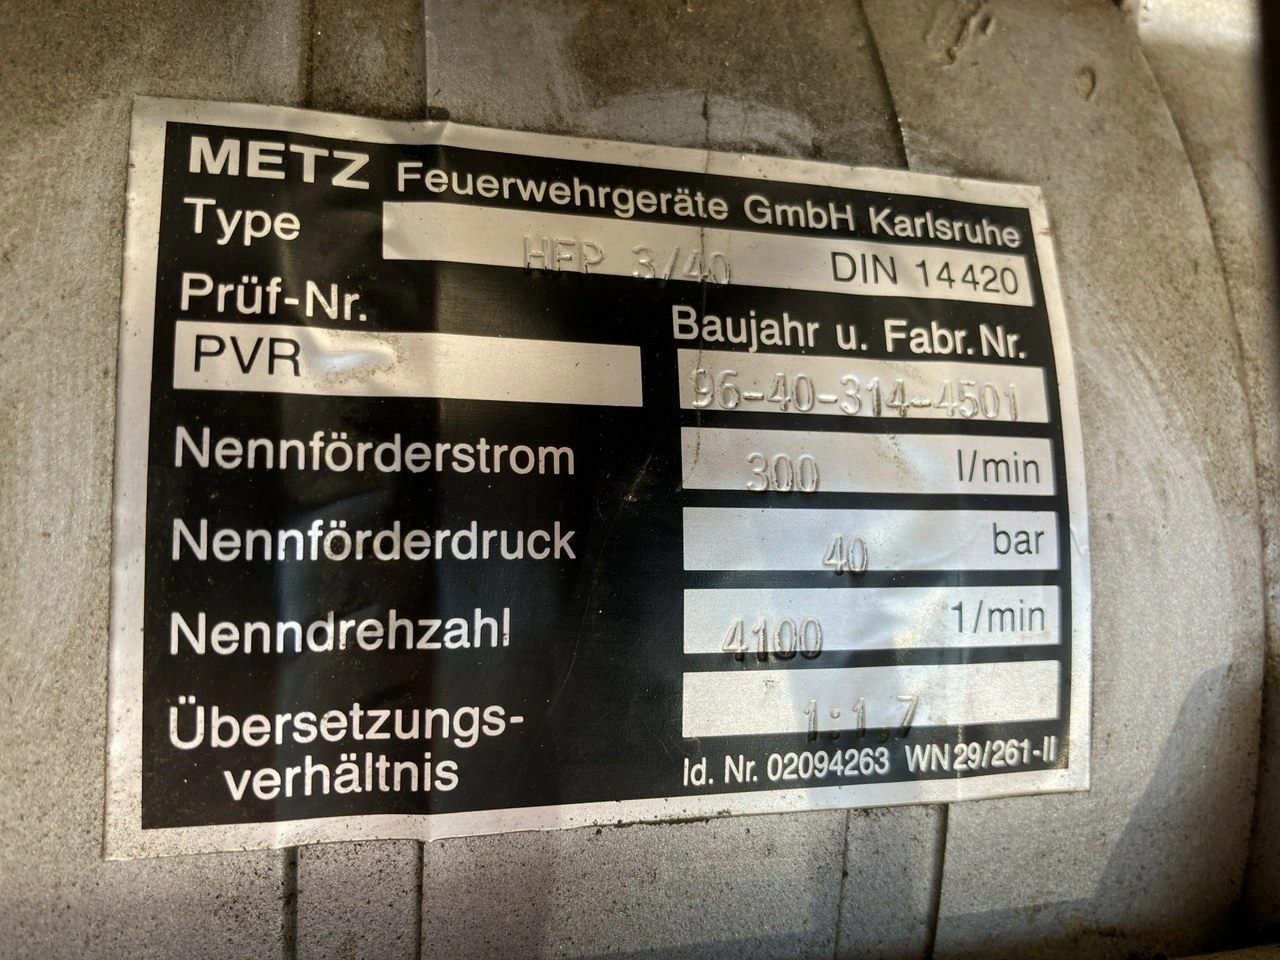 METZ Feuerwehrgeräte GmbH Karlsruhe
Type HFP 3/40 DIN 14420
Prüf-Nr.
PVR
Baujahr u. Fabr. Nr.
96-40-314-4501
Nennförderstrom 300 l/min
Nennförderdruck 40 bar
Nenndrehzahl 4100 1/min
Übersetzungs-
verhältnis 1:1,7
Id. Nr. 02094263 WN 29/261-II